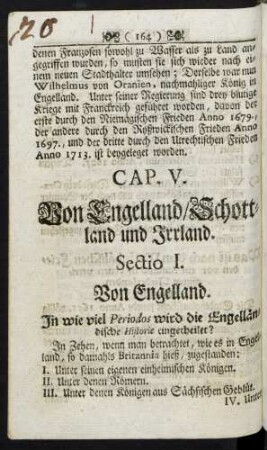 20
( 164 )
denen Franzosen sowohl zu Wasser als zu Land an-
gegriffen wurden, so musten sie sich wieder nach ei-
nem neuen Stadthalter umsehen; Derselbe war nun
Wilhelmus von Oranien, nachmahliger König in
Engelland. Unter seiner Regierung sind drey blutige
Kriege mit Franckreich geführet worden, davon der
erste durch den Niemägischen Frieden Anno 1679.,
der andere durch den Ryßwickischen Frieden Anno
1697., und der dritte durch den Utrechtischen Frieden
Anno 1713. ist beygeleget worden.
CAP. V.
Von Engelland/Schott-
land und Irrland.
Sectio I.
Von Engelland.
In wie viel Periodos wird die Engellän-
dische Historie eingetheilet?
In Zehen, wenn man betrachtet, wie es in Engel-
land, so damahls Britannia hieß, zugestanden:
I. Unter seinen eigenen einheimischen Königen.
II. Unter denen Römern.
III. Unter denen Königen aus Sächsischen Geblüt.
IV. Unter